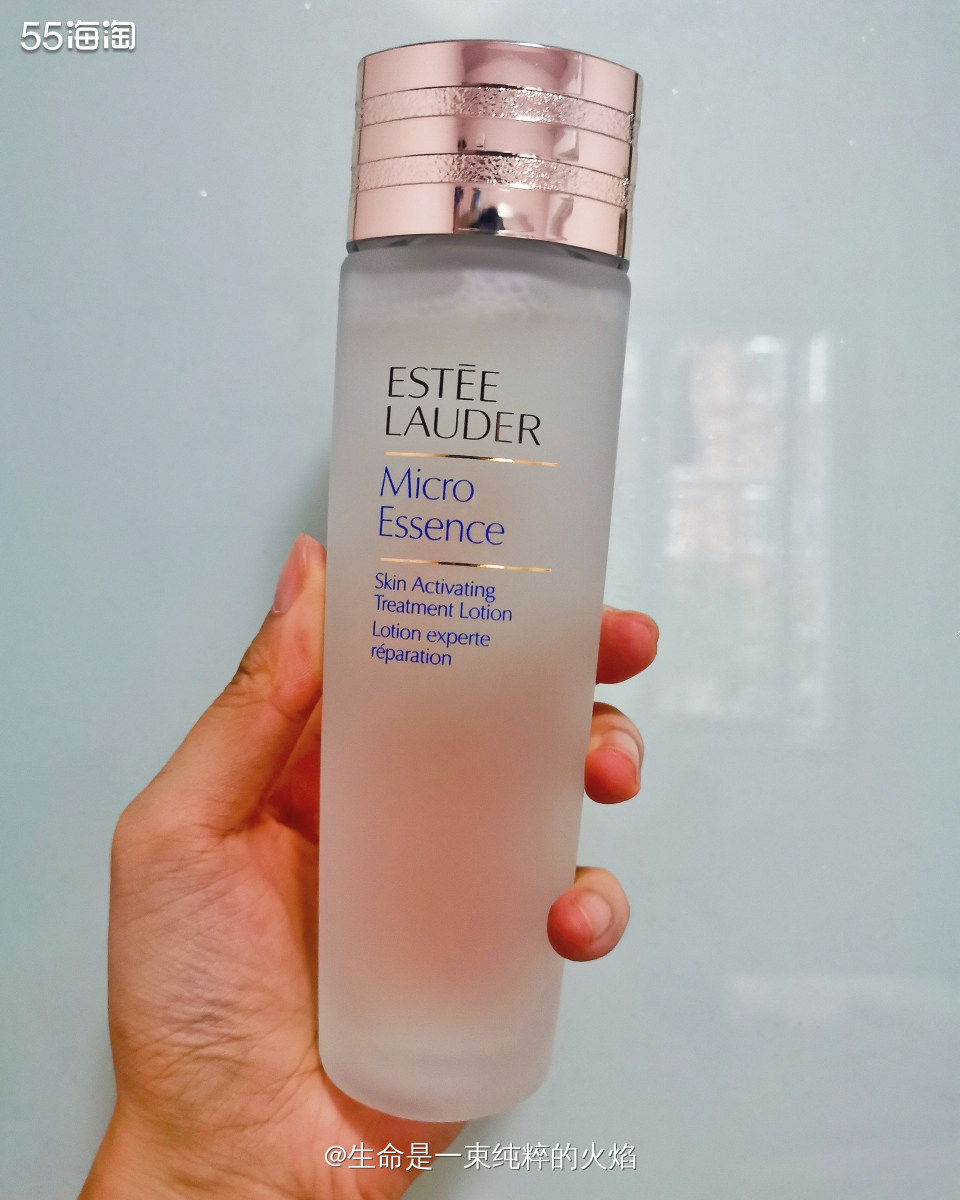 55海淘
ESTĒE
LAUDER
Micro
Essence
Skin Activating
Treatment Lotion
Lotion experte
réparation
@生命是一束纯粹的火焰